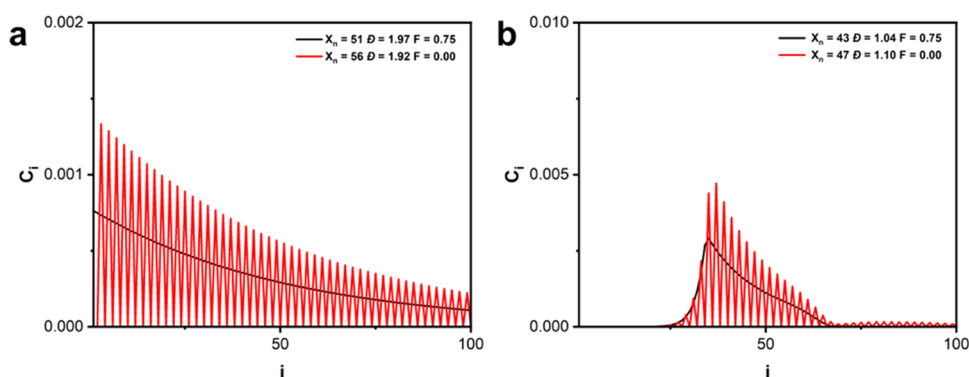 a
0.002
Xn = 51 Đ = 1.97 F = 0.75
Xn = 56 Đ = 1.92 F = 0.00
Ci
0.001
0.000
50
100
i
b
0.010
Xn = 43 Đ = 1.04 F = 0.75
Xn = 47 Đ = 1.10 F = 0.00
Ci
0.005
0.000
50
100
i